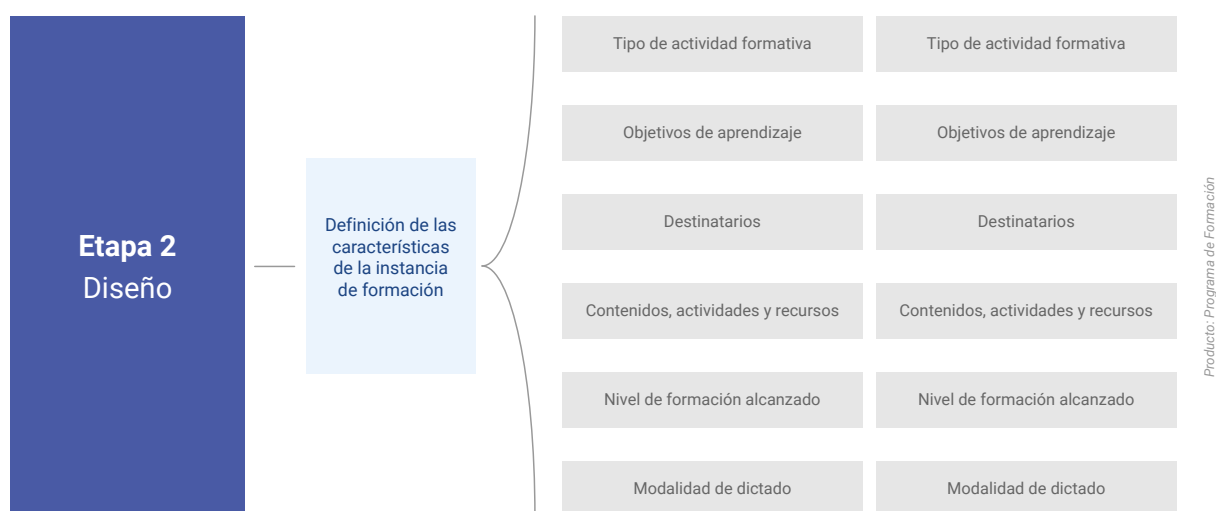 Etapa 2
Diseño
Definición de las
características
de la instancia
de formación
Tipo de actividad formativa
Tipo de actividad formativa
Objetivos de aprendizaje
Objetivos de aprendizaje
Destinatarios
Destinatarios
Contenidos, actividades y recursos
Contenidos, actividades y recursos
Nivel de formación alcanzado
Nivel de formación alcanzado
Modalidad de dictado
Modalidad de dictado
Producto: Programa de Formación